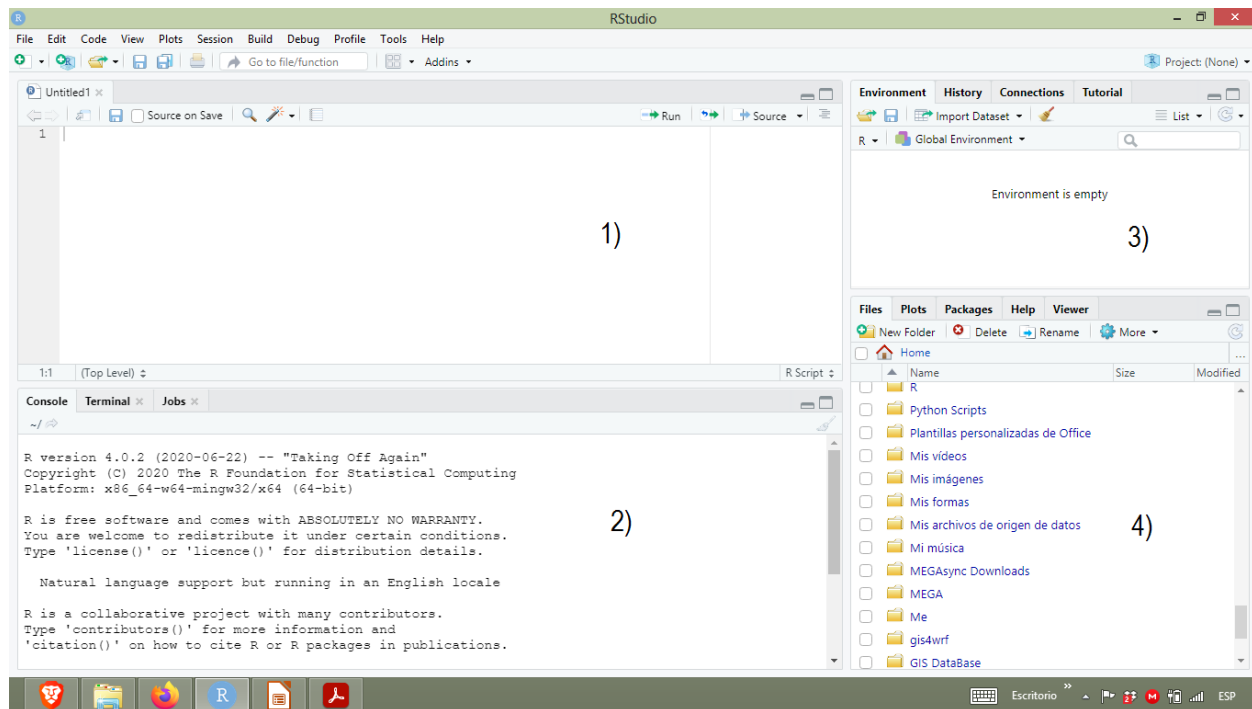 RStudio
File Edit Code View Plots Session Build Debug Profile Tools Help
Go to file/function Addins Project: (None)
Untitled1
Source on Save Run Source
1
1)
1:1 (Top Level) R Script
Console Terminal Jobs
~/
R version 4.0.2 (2020-06-22) -- "Taking Off Again"
Copyright (C) 2020 The R Foundation for Statistical Computing
Platform: x86_64-w64-mingw32/x64 (64-bit)
R is free software and comes with ABSOLUTELY NO WARRANTY.
You are welcome to redistribute it under certain conditions.
Type 'license()' or 'licence()' for distribution details.
2)
Natural language support but running in an English locale
R is a collaborative project with many contributors.
Type 'contributors()' for more information and
'citation()' on how to cite R or R packages in publications.
Environment History Connections Tutorial
Import Dataset List
R Global Environment
Environment is empty
3)
Files Plots Packages Help Viewer
New Folder Delete Rename More
Home ...
Name Size Modified
R
Python Scripts
Plantillas personalizadas de Office
Mis vídeos
Mis imágenes
Mis formas
Mis archivos de origen de datos
4)
Mi música
MEGAsync Downloads
MEGA
Me
gis4wrf
GIS DataBase
Escritorio » ESP